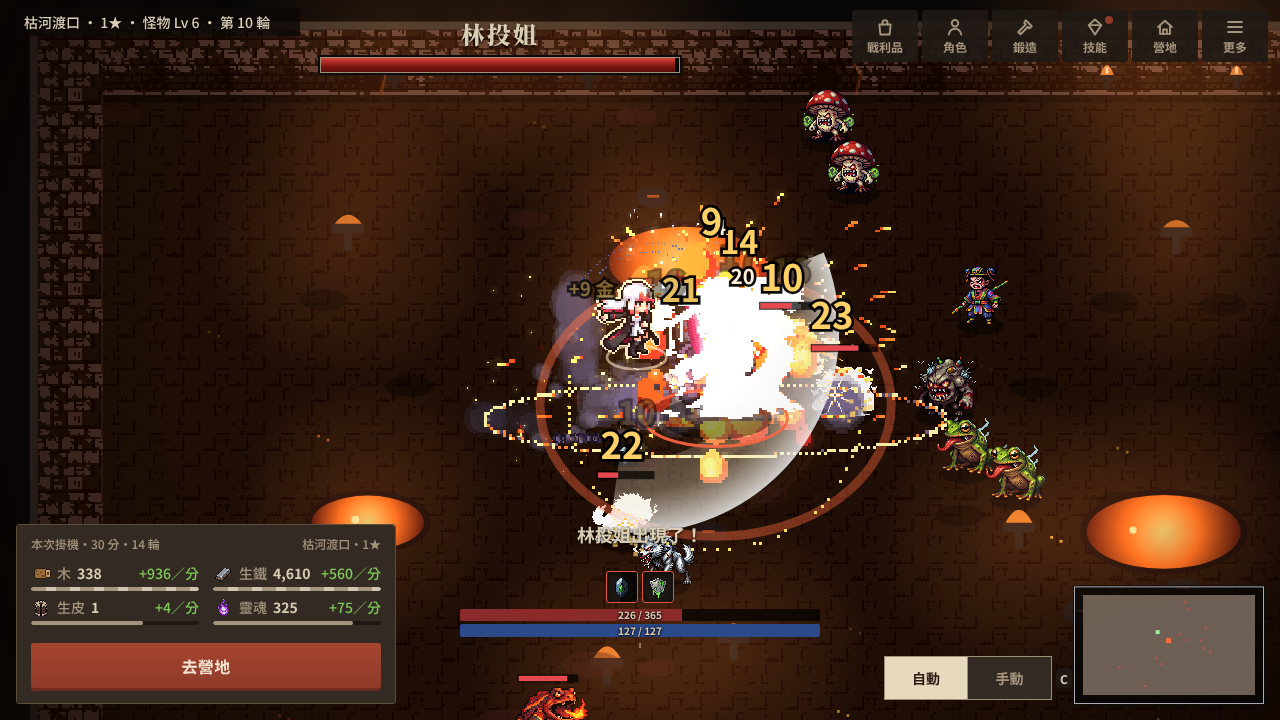 枯河渡口 · 1★ · 怪物 Lv 6 · 第 10 輪
林投姐
戰利品
角色
鍛造
技能
營地
更多
9
14
20
10
+9 金
21
23
10
22
林投姐出現了！
本次掛機 · 30 分 · 14 輪
枯河渡口 · 1★
木 338 +936／分
生鐵 4,610 +560／分
生皮 1 +4／分
靈魂 325 +75／分
去營地
226 / 365
127 / 127
自動
手動
C